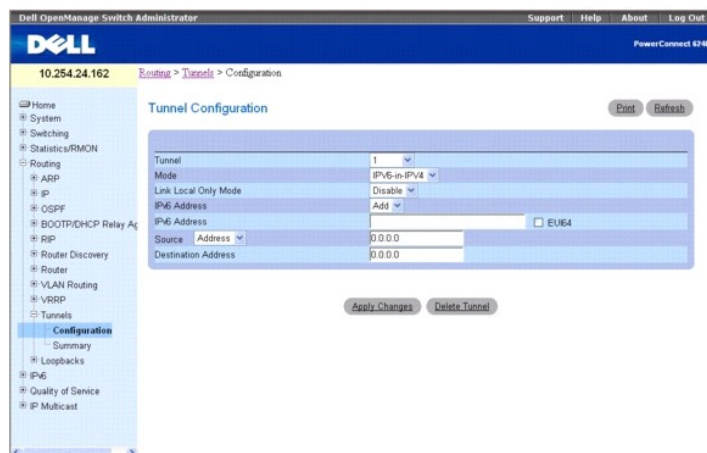 Dell OpenManage Switch Administrator
Support Help About Log Out
DELL
PowerConnect 6248
10.254.24.162
Routing > Tunnels > Configuration
Home
System
Switching
Statistics/RMON
Routing
ARP
IP
OSPF
BOOTP/DHCP Relay Ag
RIP
Router Discovery
Router
VLAN Routing
VRRP
Tunnels
Configuration
Summary
Loopbacks
IPv6
Quality of Service
IP Multicast
Tunnel Configuration
Print Refresh
Tunnel 1
Mode IPV6-in-IPV4
Link Local Only Mode Disable
IPv6 Address Add
IPv6 Address EUI64
Source Address 0.0.0.0
Destination Address 0.0.0.0
Apply Changes Delete Tunnel